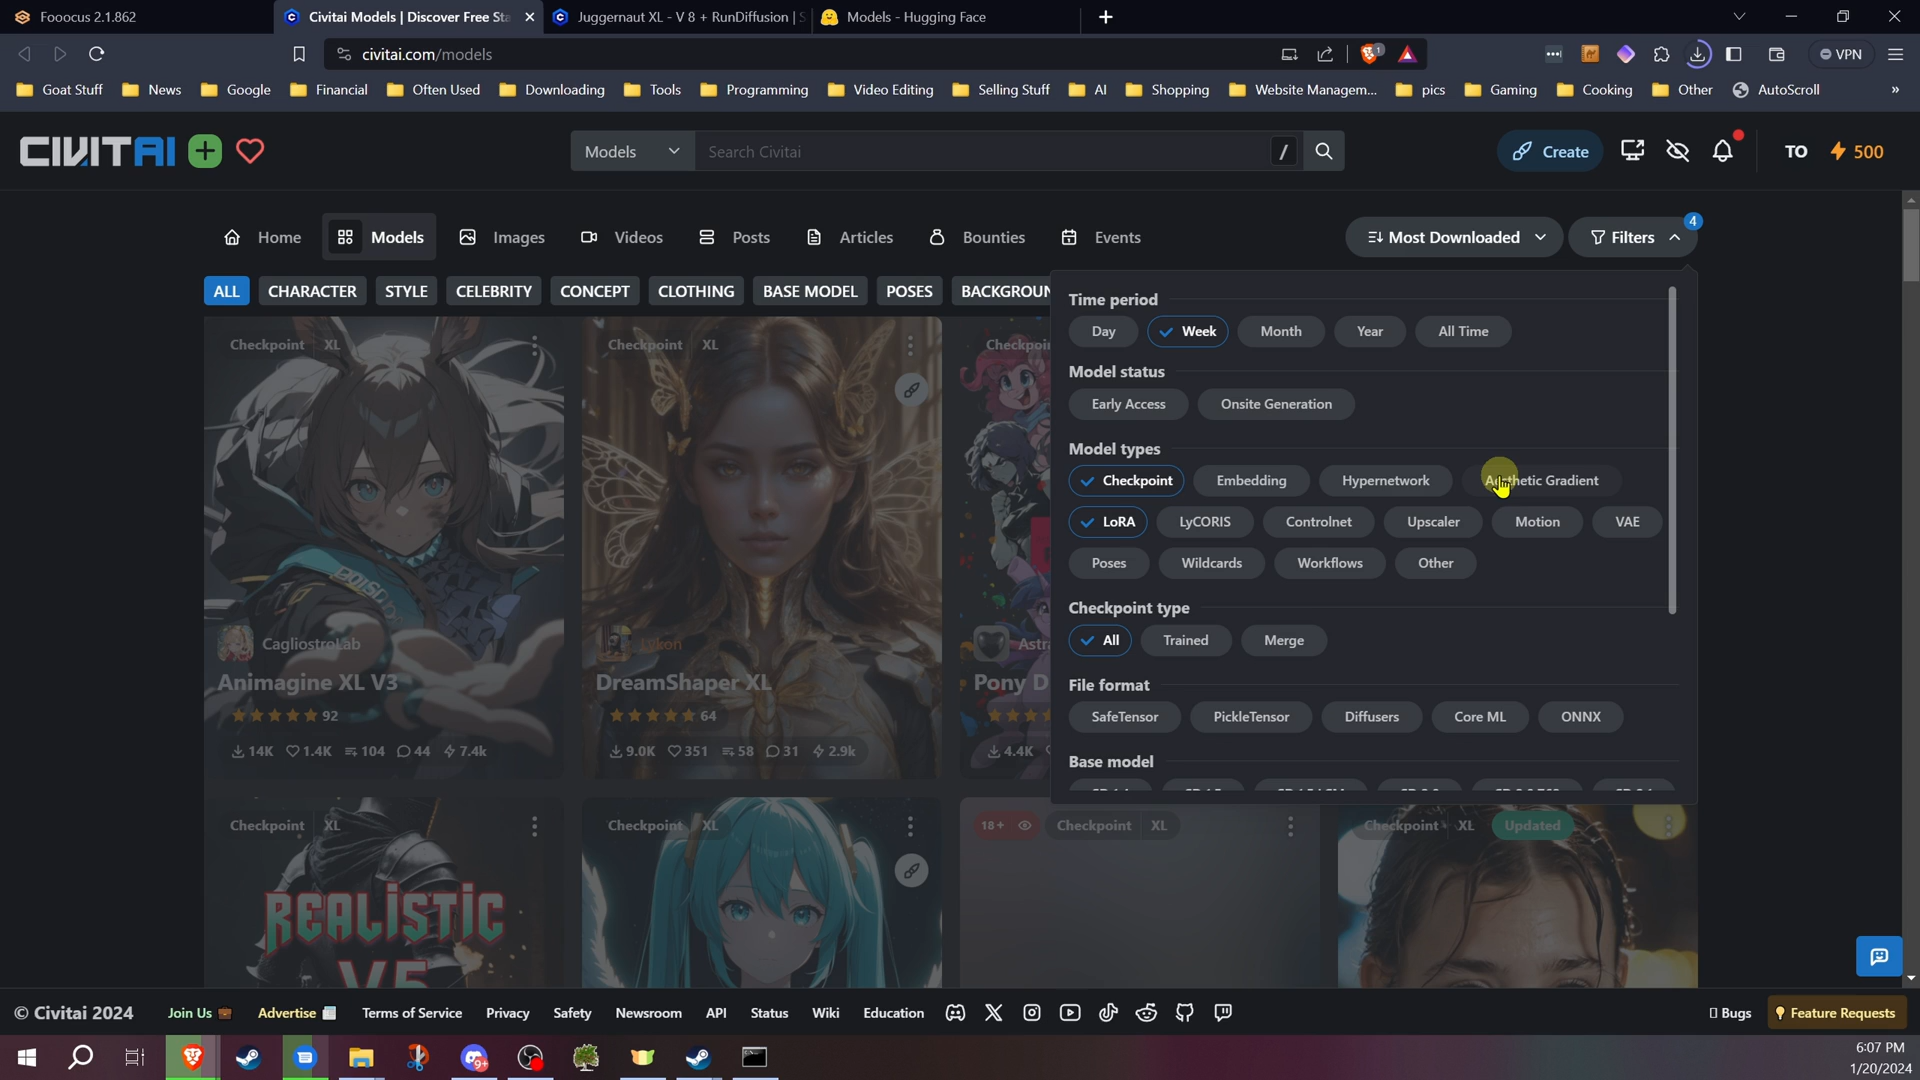 Fooocus 2.1.862
Civitai Models | Discover Free Sta
Juggernaut XL - V 8 + RunDiffusion | S
Models - Hugging Face
civitai.com/models
1
VPN
Goat Stuff
News
Google
Financial
Often Used
Downloading
Tools
Programming
Video Editing
Selling Stuff
AI
Shopping
Website Managem...
pics
Gaming
Cooking
Other
AutoScroll
»
CIVITAI
Models
Search Civitai
/
Create
TO
500
Home
Models
Images
Videos
Posts
Articles
Bounties
Events
Most Downloaded
Filters
4
ALL
CHARACTER
STYLE
CELEBRITY
CONCEPT
CLOTHING
BASE MODEL
POSES
BACKGROUN
Time period
Day
Week
Month
Year
All Time
Model status
Early Access
Onsite Generation
Model types
Checkpoint
Embedding
Hypernetwork
Aesthetic Gradient
LoRA
LyCORIS
Controlnet
Upscaler
Motion
VAE
Poses
Wildcards
Workflows
Other
Checkpoint type
All
Trained
Merge
File format
SafeTensor
PickleTensor
Diffusers
Core ML
ONNX
Base model
Checkpoint XL
CagliostroLab
Animagine XL V3
92
14K 1.4K 104 44 7.4k
Checkpoint XL
Lykon
DreamShaper XL
64
9.0K 351 58 31 2.9k
Checkpoin
Astra
Pony D
4.4K
Checkpoint XL
REALISTIC
V5
Checkpoint XL
18+
Checkpoint XL
Checkpoint XL
Updated
© Civitai 2024
Join Us
Advertise
Terms of Service
Privacy
Safety
Newsroom
API
Status
Wiki
Education
Bugs
Feature Requests
9+
6:07 PM
1/20/2024